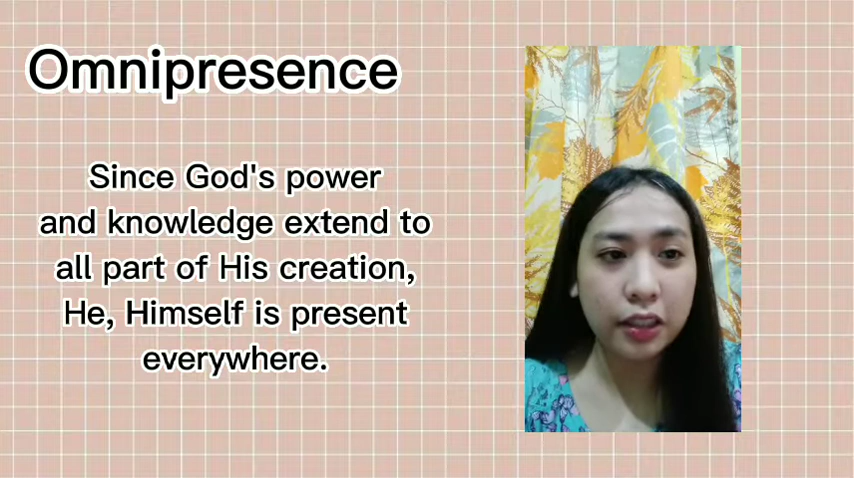 Omnipresence
Since God's power
and knowledge extend to
all part of His creation,
He, Himself is present
everywhere.